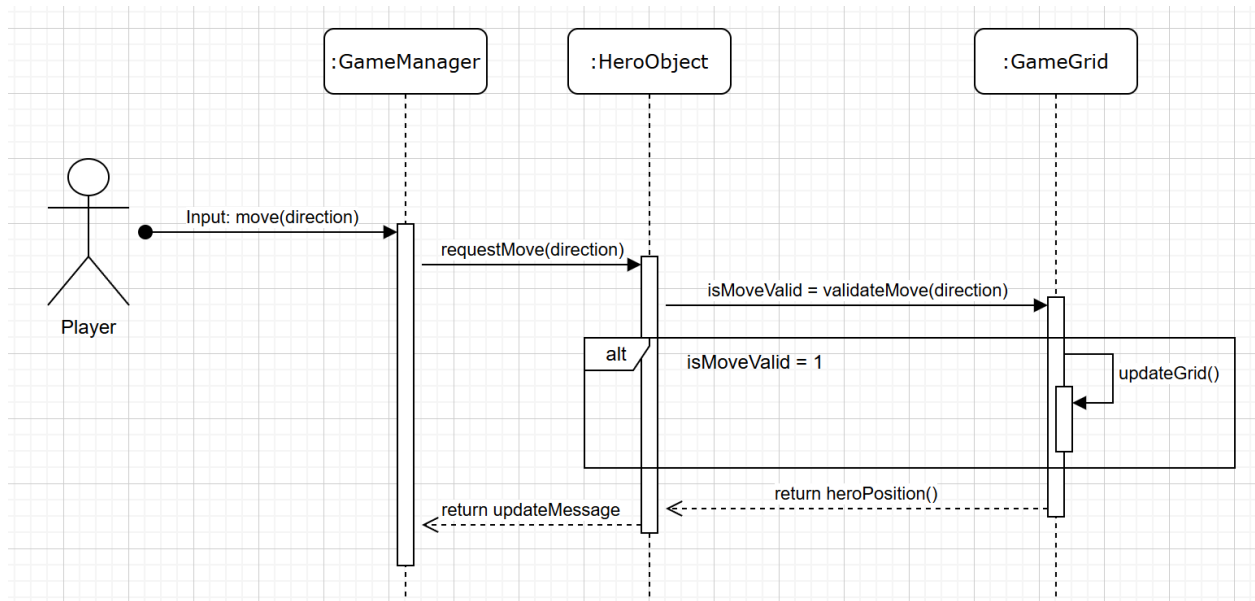 :GameManager
:HeroObject
:GameGrid
Input: move(direction)
requestMove(direction)
isMoveValid = validateMove(direction)
Player
alt
isMoveValid = 1
updateGrid()
return heroPosition()
return updateMessage